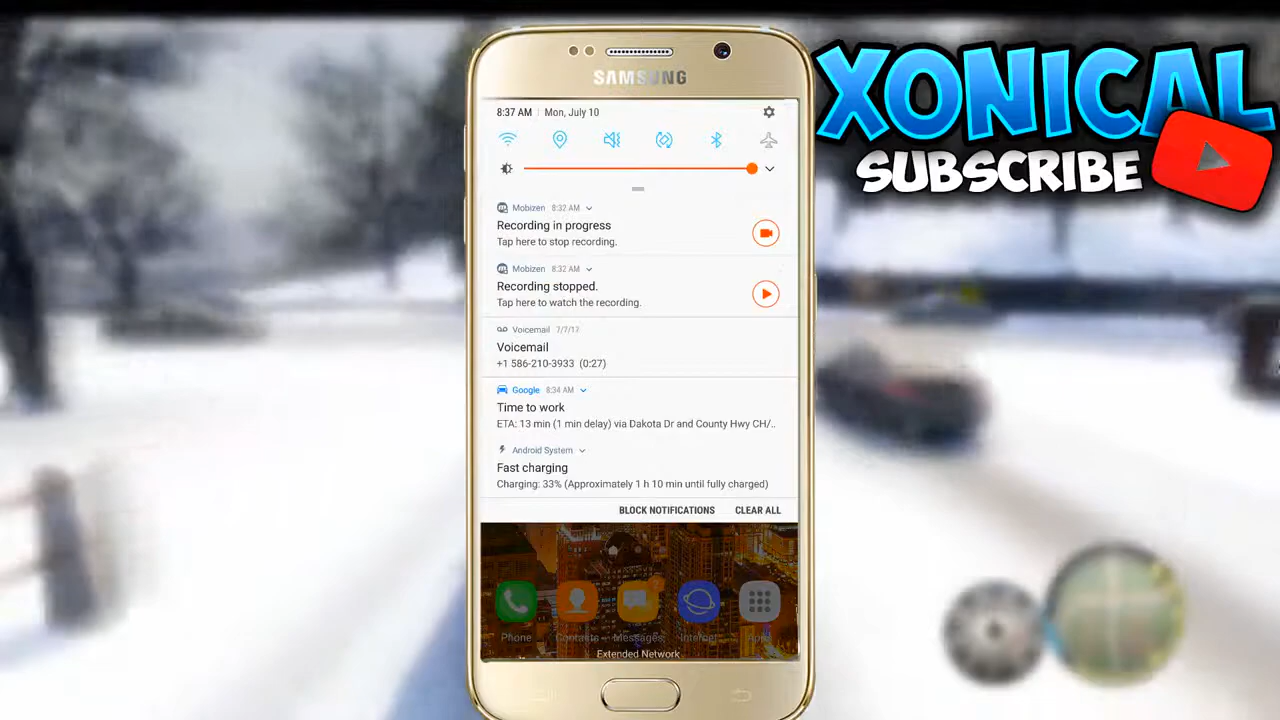 XONICAL
SUBSCRIBE
SAMSUNG
8:37 AM | Mon, July 10
Mobizen 8:32 AM
Recording in progress
Tap here to stop recording.
Mobizen 8:32 AM
Recording stopped.
Tap here to watch the recording.
Voicemail 7/7/17
Voicemail
+1 586-210-3933 (0:27)
Google 8:34 AM
Time to work
ETA: 13 min (1 min delay) via Dakota Dr and County Hwy CH/..
Android System
Fast charging
Charging: 33% (Approximately 1 h 10 min until fully charged)
BLOCK NOTIFICATIONS CLEAR ALL
Phone Contacts Messages Internet Apps
Extended Network